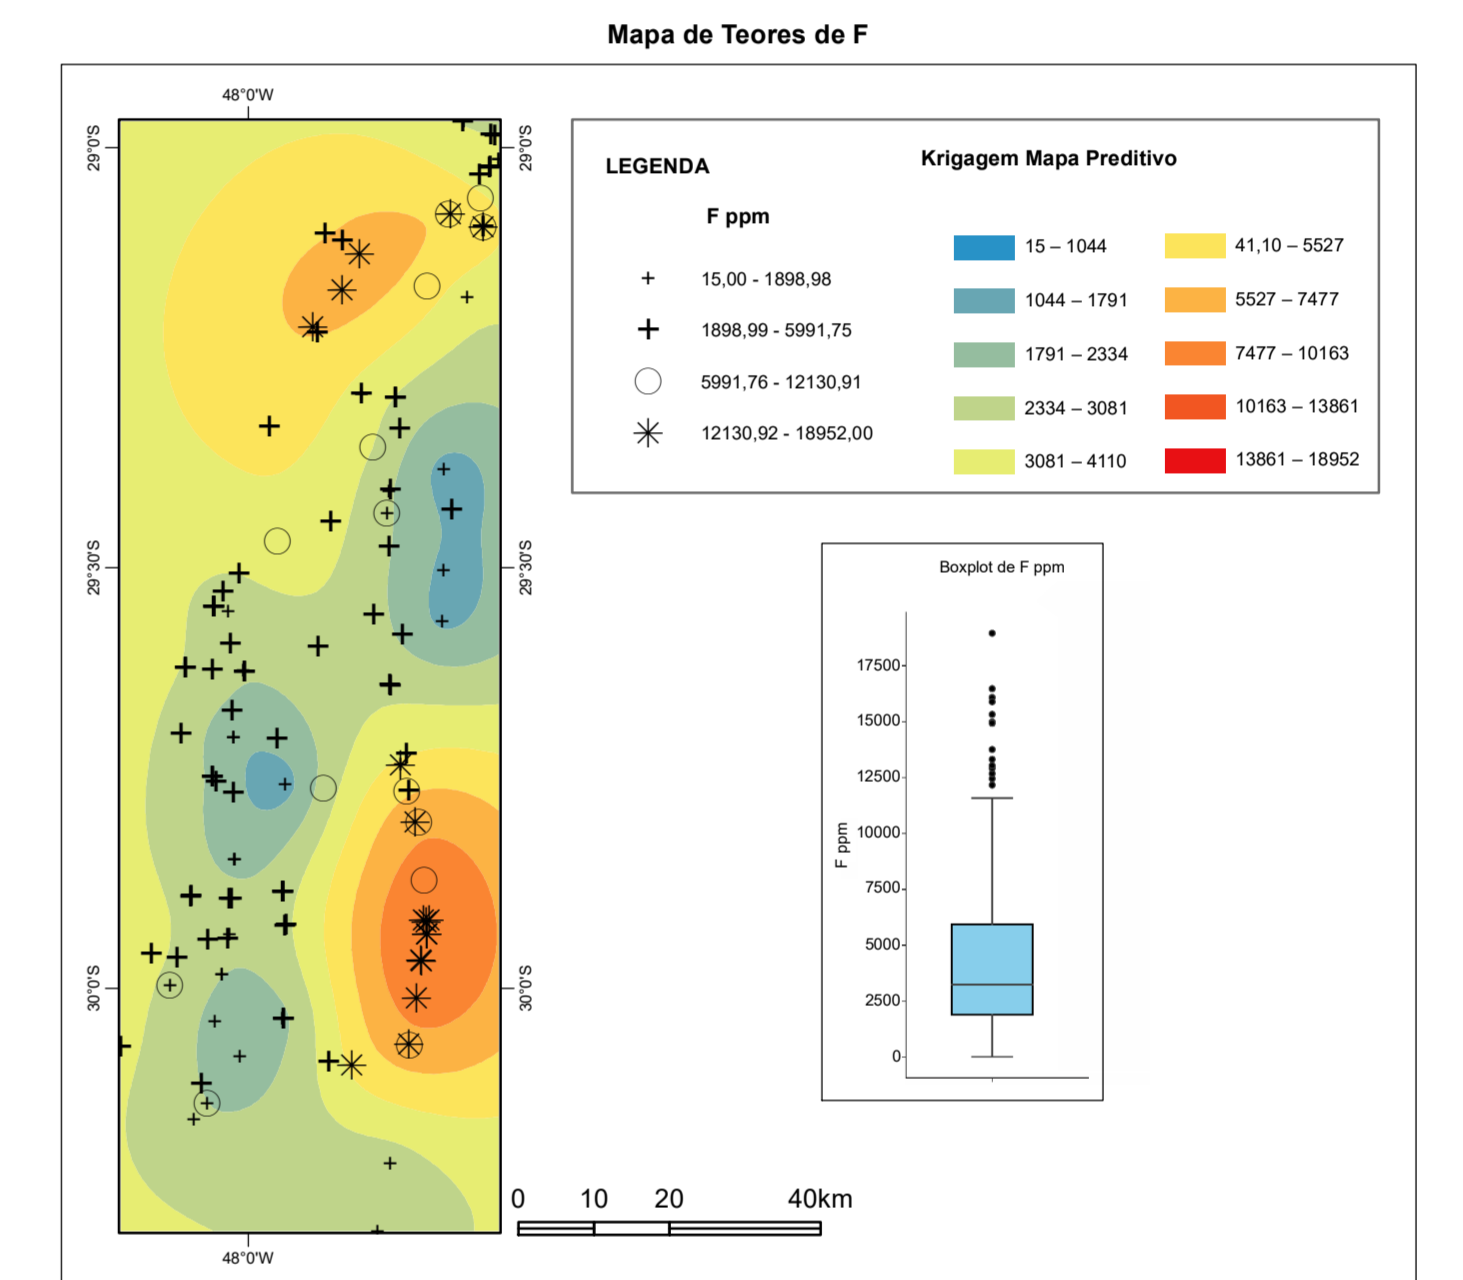 Mapa de Teores de F
48°0'W
29°0'S
29°0'S
29°30'S
29°30'S
30°0'S
30°0'S
48°0'W
LEGENDA
F ppm
15,00 - 1898,98
1898,99 - 5991,75
5991,76 - 12130,91
12130,92 - 18952,00
Krigagem Mapa Preditivo
15 – 1044
1044 – 1791
1791 – 2334
2334 – 3081
3081 – 4110
41,10 – 5527
5527 – 7477
7477 – 10163
10163 – 13861
13861 – 18952
Boxplot de F ppm
F ppm
17500
15000
12500
10000
7500
5000
2500
0
0 10 20 40km